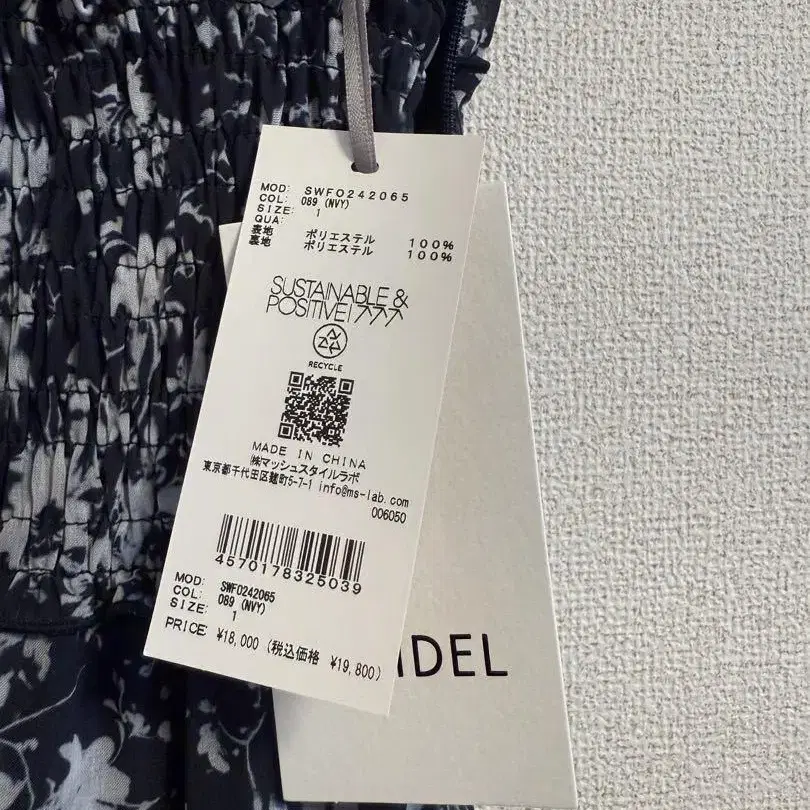 MOD: SWFO242065
COL: 089 (NVY)
SIZE: 1
QUA:
表地 ポリエステル 100%
裏地 ポリエステル 100%
SUSTAINABLE &
POSITIVE!777
RECYCLE
MADE IN CHINA
㈱マッシュスタイルラボ
東京都千代田区麹町5-7-1 info@ms-lab.com
006050
4570178325039
MOD: SWFO242065
COL: 089 (NVY)
SIZE: 1
PRICE: ¥18,000 (税込価格 ¥19,800)
IDEL